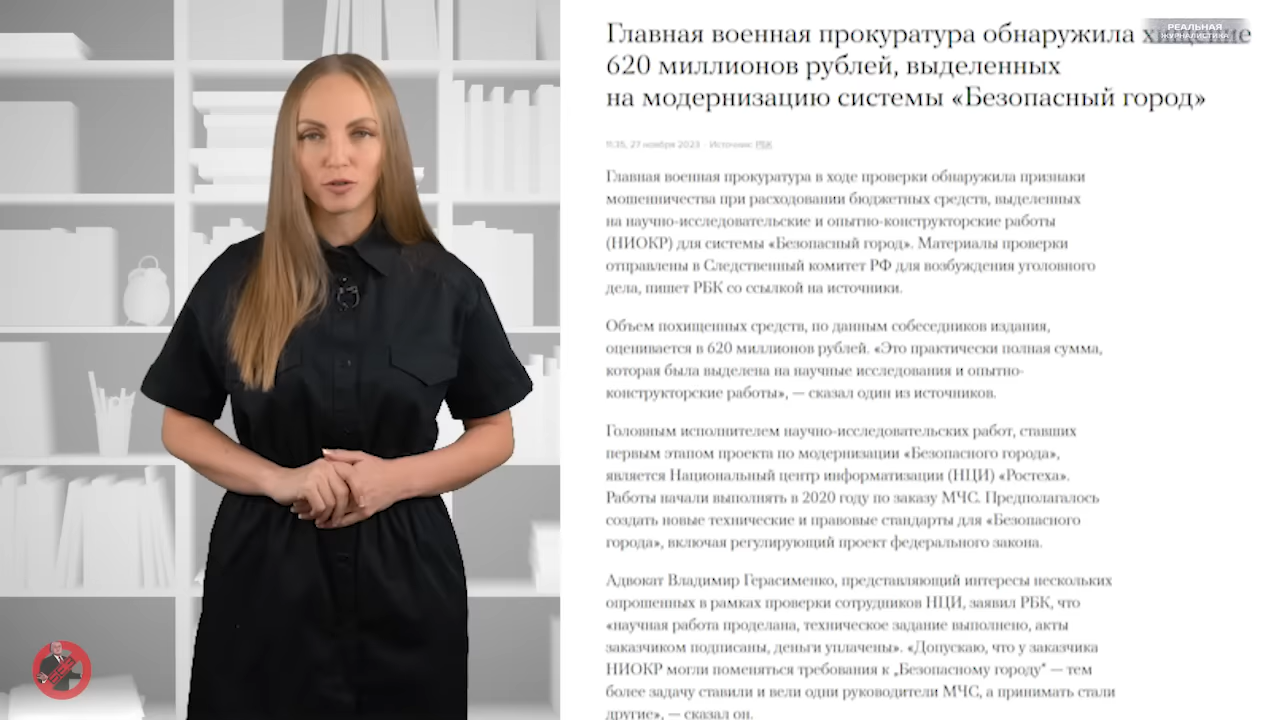 Главная военная прокуратура обнаружила хищение
620 миллионов рублей, выделенных
на модернизацию системы «Безопасный город»
РЕАЛЬНАЯ
ЖУРНАЛИСТИКА
11:35, 27 ноября 2023 · Источник: РБК
Главная военная прокуратура в ходе проверки обнаружила признаки
мошенничества при расходовании бюджетных средств, выделенных
на научно-исследовательские и опытно-конструкторские работы
(НИОКР) для системы «Безопасный город». Материалы проверки
отправлены в Следственный комитет РФ для возбуждения уголовного
дела, пишет РБК со ссылкой на источники.
Объем похищенных средств, по данным собеседников издания,
оценивается в 620 миллионов рублей. «Это практически полная сумма,
которая была выделена на научные исследования и опытно-
конструкторские работы», — сказал один из источников.
Головным исполнителем научно-исследовательских работ, ставших
первым этапом проекта по модернизации «Безопасного города»,
является Национальный центр информатизации (НЦИ) «Ростеха».
Работы начали выполнять в 2020 году по заказу МЧС. Предполагалось
создать новые технические и правовые стандарты для «Безопасного
города», включая регулирующий проект федерального закона.
Адвокат Владимир Герасименко, представляющий интересы нескольких
опрошенных в рамках проверки сотрудников НЦИ, заявил РБК, что
«научная работа проделана, техническое задание выполнено, акты
заказчиком подписаны, деньги уплачены». «Допускаю, что у заказчика
НИОКР могли поменяться требования к „Безопасному городу“ — тем
более задачу ставили и вели одни руководители МЧС, а принимать стали
другие», — сказал он.